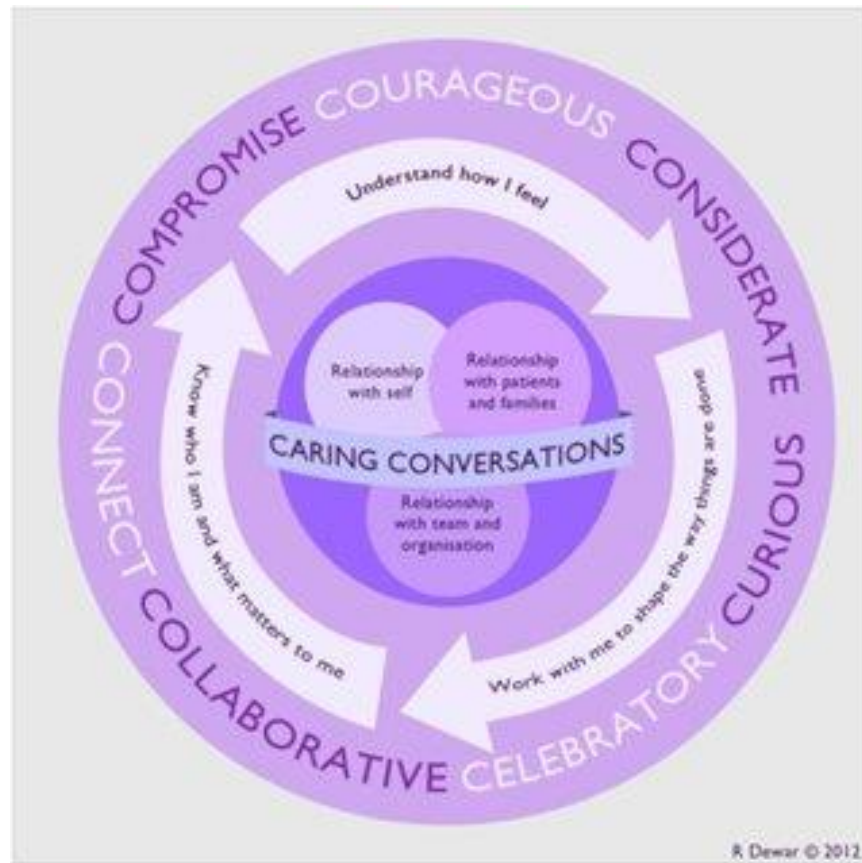 COMPROMISE COURAGEOUS CONSIDERATE CURIOUS CELEBRATORY COLLABORATIVE CONNECT
Understand how I feel
Work with me to shape the way things are done
Know who I am and what matters to me
Relationship
with self
Relationship
with patients
and families
CARING CONVERSATIONS
Relationship
with team and
organisation
R Dewar © 2012